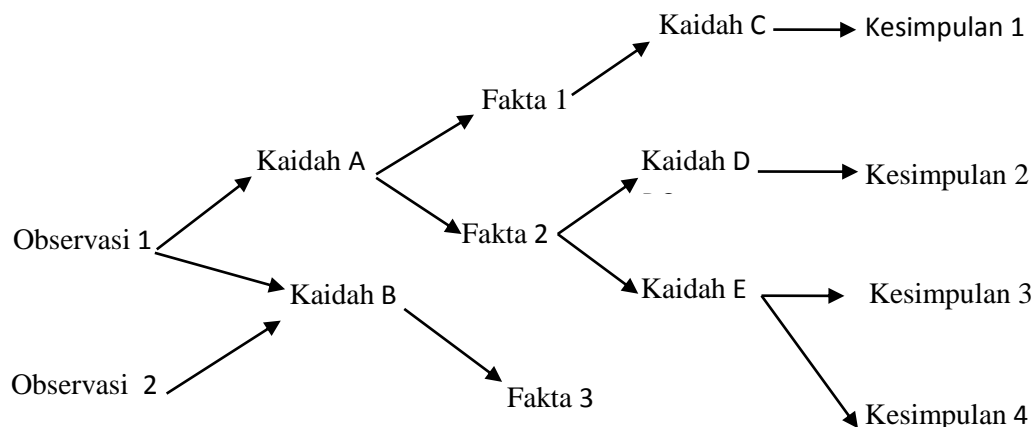 Kaidah C
Kesimpulan 1
Fakta 1
Kaidah A
Kaidah D
Kesimpulan 2
Observasi 1
Fakta 2
Kaidah B
Kaidah E
Kesimpulan 3
Observasi 2
Fakta 3
Kesimpulan 4